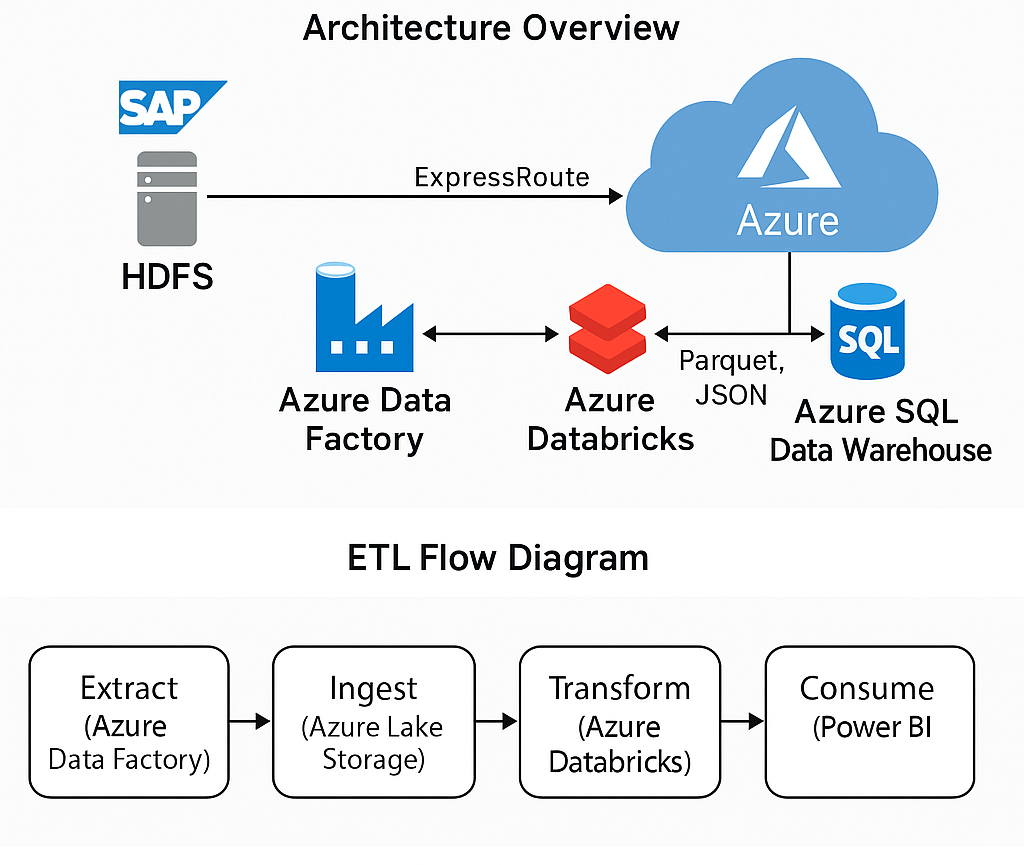 Architecture Overview
SAP
ExpressRoute
Azure
HDFS
SQL
Parquet,
JSON
Azure Data
Factory
Azure
Databricks
Azure SQL
Data Warehouse
ETL Flow Diagram
Extract
(Azure
Data Factory)
Ingest
(Azure Lake
Storage)
Transform
(Azure
Databricks)
Consume
(Power BI